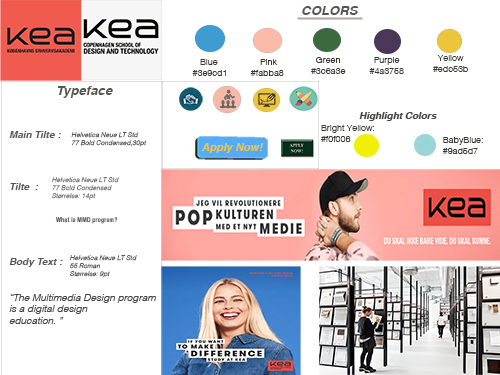 kea
KØBENHAVNS ERHVERVSAKADEMI
kea
COPENHAGEN SCHOOL OF
DESIGN AND TECHNOLOGY
COLORS
Blue
#3e9cd1
Pink
#fabba8
Green
#3c6a3e
Purple
#4a3758
Yellow
#edc53b
Typeface
Main Tilte :
Helvetica Neue LT Std
77 Bold Condensed,30pt
Tilte :
Helvetica Neue LT Std
77 Bold Condensed
Størrelse: 14pt
What is MMD program?
Body Text :
Helvetica Neue LT Std
55 Roman
Størrelse: 9pt
“The Multimedia Design program
is a digital design
education. ”
Apply Now!
APPLY
NOW!
Highlight Colors
Bright Yellow:
#f0f006
BabyBlue:
#9ad5d7
JEG VIL REVOLUTIONERE
POP KULTUREN
MED ET NYT MEDIE
kea
DU SKAL IKKE BARE VIDE. DU SKAL KUNNE.
IF YOU WANT
TO MAKE A
DIFFERENCE
STUDY AT KEA
kea